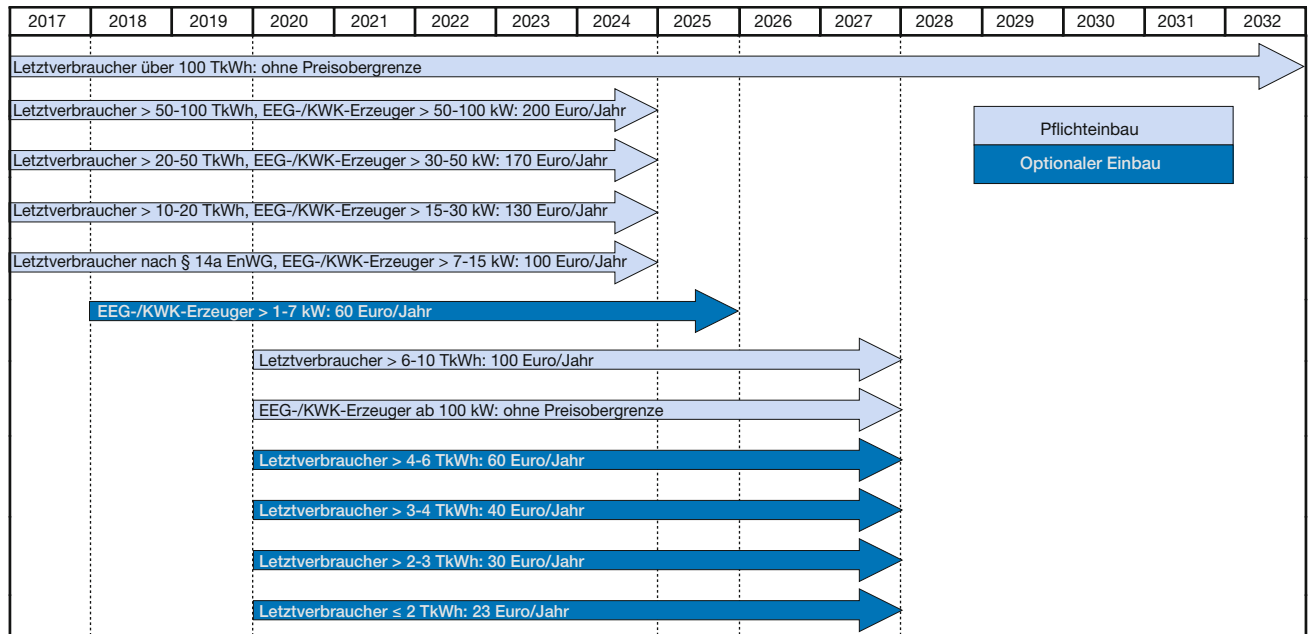 2017 2018 2019 2020 2021 2022 2023 2024 2025 2026 2027 2028 2029 2030 2031 2032
Letztverbraucher über 100 TkWh: ohne Preisobergrenze
Letztverbraucher > 50-100 TkWh, EEG-/KWK-Erzeuger > 50-100 kW: 200 Euro/Jahr
Pflichteinbau
Letztverbraucher > 20-50 TkWh, EEG-/KWK-Erzeuger > 30-50 kW: 170 Euro/Jahr
Optionaler Einbau
Letztverbraucher > 10-20 TkWh, EEG-/KWK-Erzeuger > 15-30 kW: 130 Euro/Jahr
Letztverbraucher nach § 14a EnWG, EEG-/KWK-Erzeuger > 7-15 kW: 100 Euro/Jahr
EEG-/KWK-Erzeuger > 1-7 kW: 60 Euro/Jahr
Letztverbraucher > 6-10 TkWh: 100 Euro/Jahr
EEG-/KWK-Erzeuger ab 100 kW: ohne Preisobergrenze
Letztverbraucher > 4-6 TkWh: 60 Euro/Jahr
Letztverbraucher > 3-4 TkWh: 40 Euro/Jahr
Letztverbraucher > 2-3 TkWh: 30 Euro/Jahr
Letztverbraucher ≤ 2 TkWh: 23 Euro/Jahr